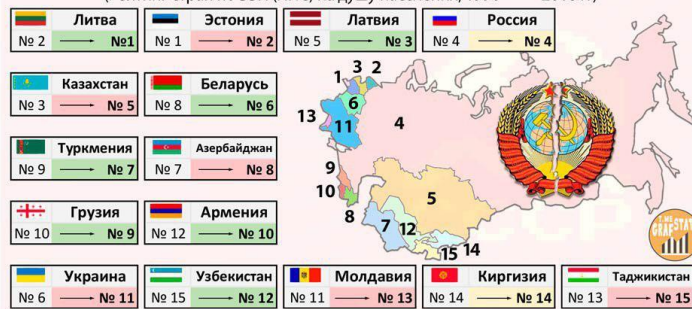 Литва
№ 2 → №1
Эстония
№ 1 → № 2
Латвия
№ 5 → № 3
Россия
№ 4 → № 4
Казахстан
№ 3 → № 5
Беларусь
№ 8 → № 6
Туркмения
№ 9 → № 7
Азербайджан
№ 7 → № 8
Грузия
№ 10 → № 9
Армения
№ 12 → № 10
Украина
№ 6 → № 11
Узбекистан
№ 15 → № 12
Молдавия
№ 11 → № 13
Киргизия
№ 14 → № 14
Таджикистан
№ 13 → № 15
3 2
1
6
13
11
4
9
10
8
5
7
12
14
15
T.ME
GRAFSTAT